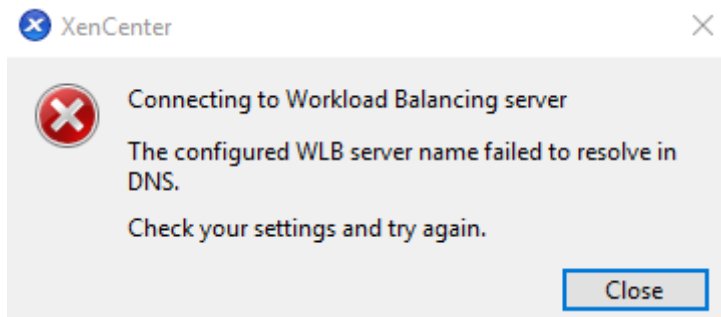 XenCenter
Connecting to Workload Balancing server
The configured WLB server name failed to resolve in
DNS.
Check your settings and try again.
Close